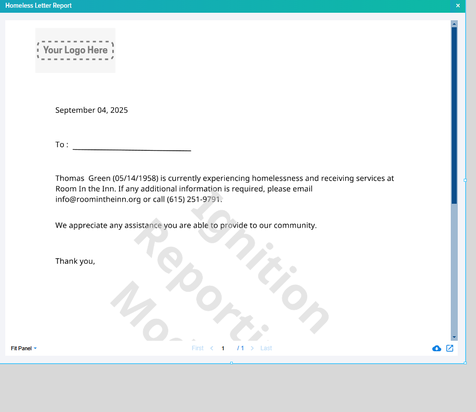 Homeless Letter Report
Your Logo Here
September 04, 2025
To :
Thomas Green (05/14/1958) is currently experiencing homelessness and receiving services at
Room In the Inn. If any additional information is required, please email
info@roomintheinn.org or call (615) 251-9791.
We appreciate any assistance you are able to provide to our community.
Thank you,
Ignition
Reporti
Mo
Fit Panel
First < 1 / 1 > Last